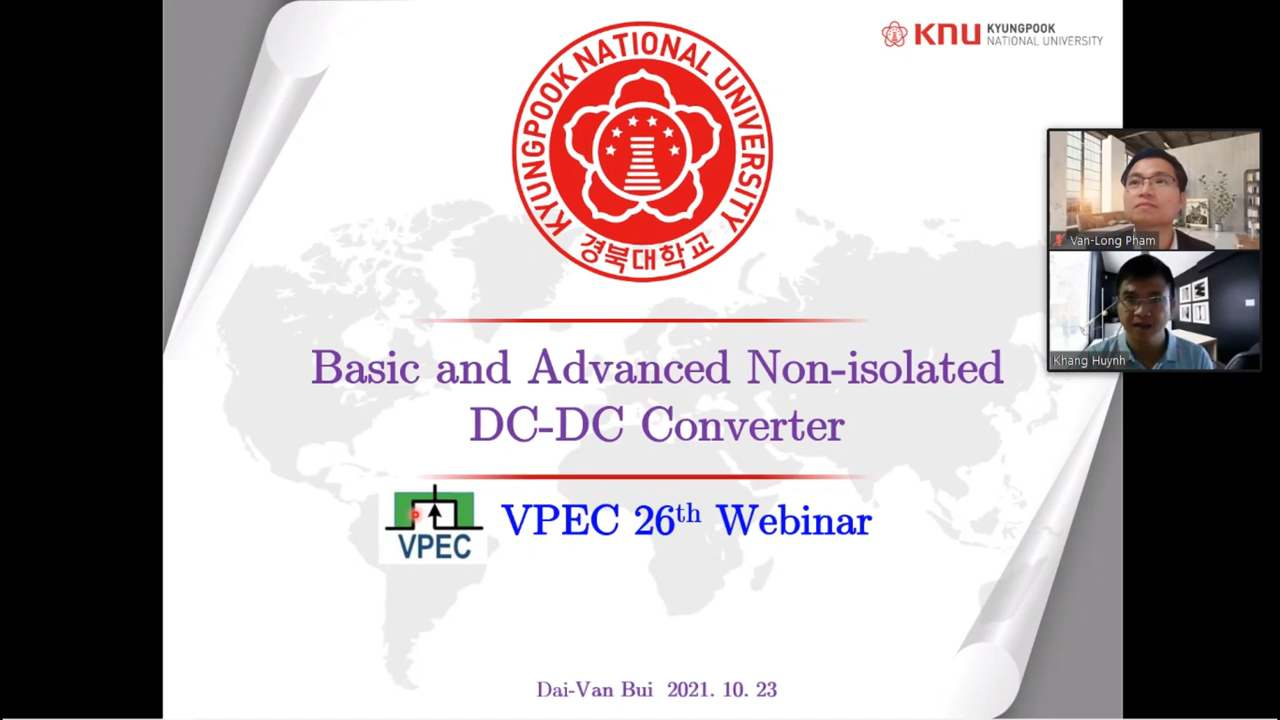 KYUNGPOOK NATIONAL UNIVERSITY
경북대학교
KNU KYUNGPOOK
NATIONAL UNIVERSITY
Van-Long Pham
Khang Huynh
Basic and Advanced Non-isolated
DC-DC Converter
VPEC
VPEC 26th Webinar
Dai-Van Bui 2021. 10. 23